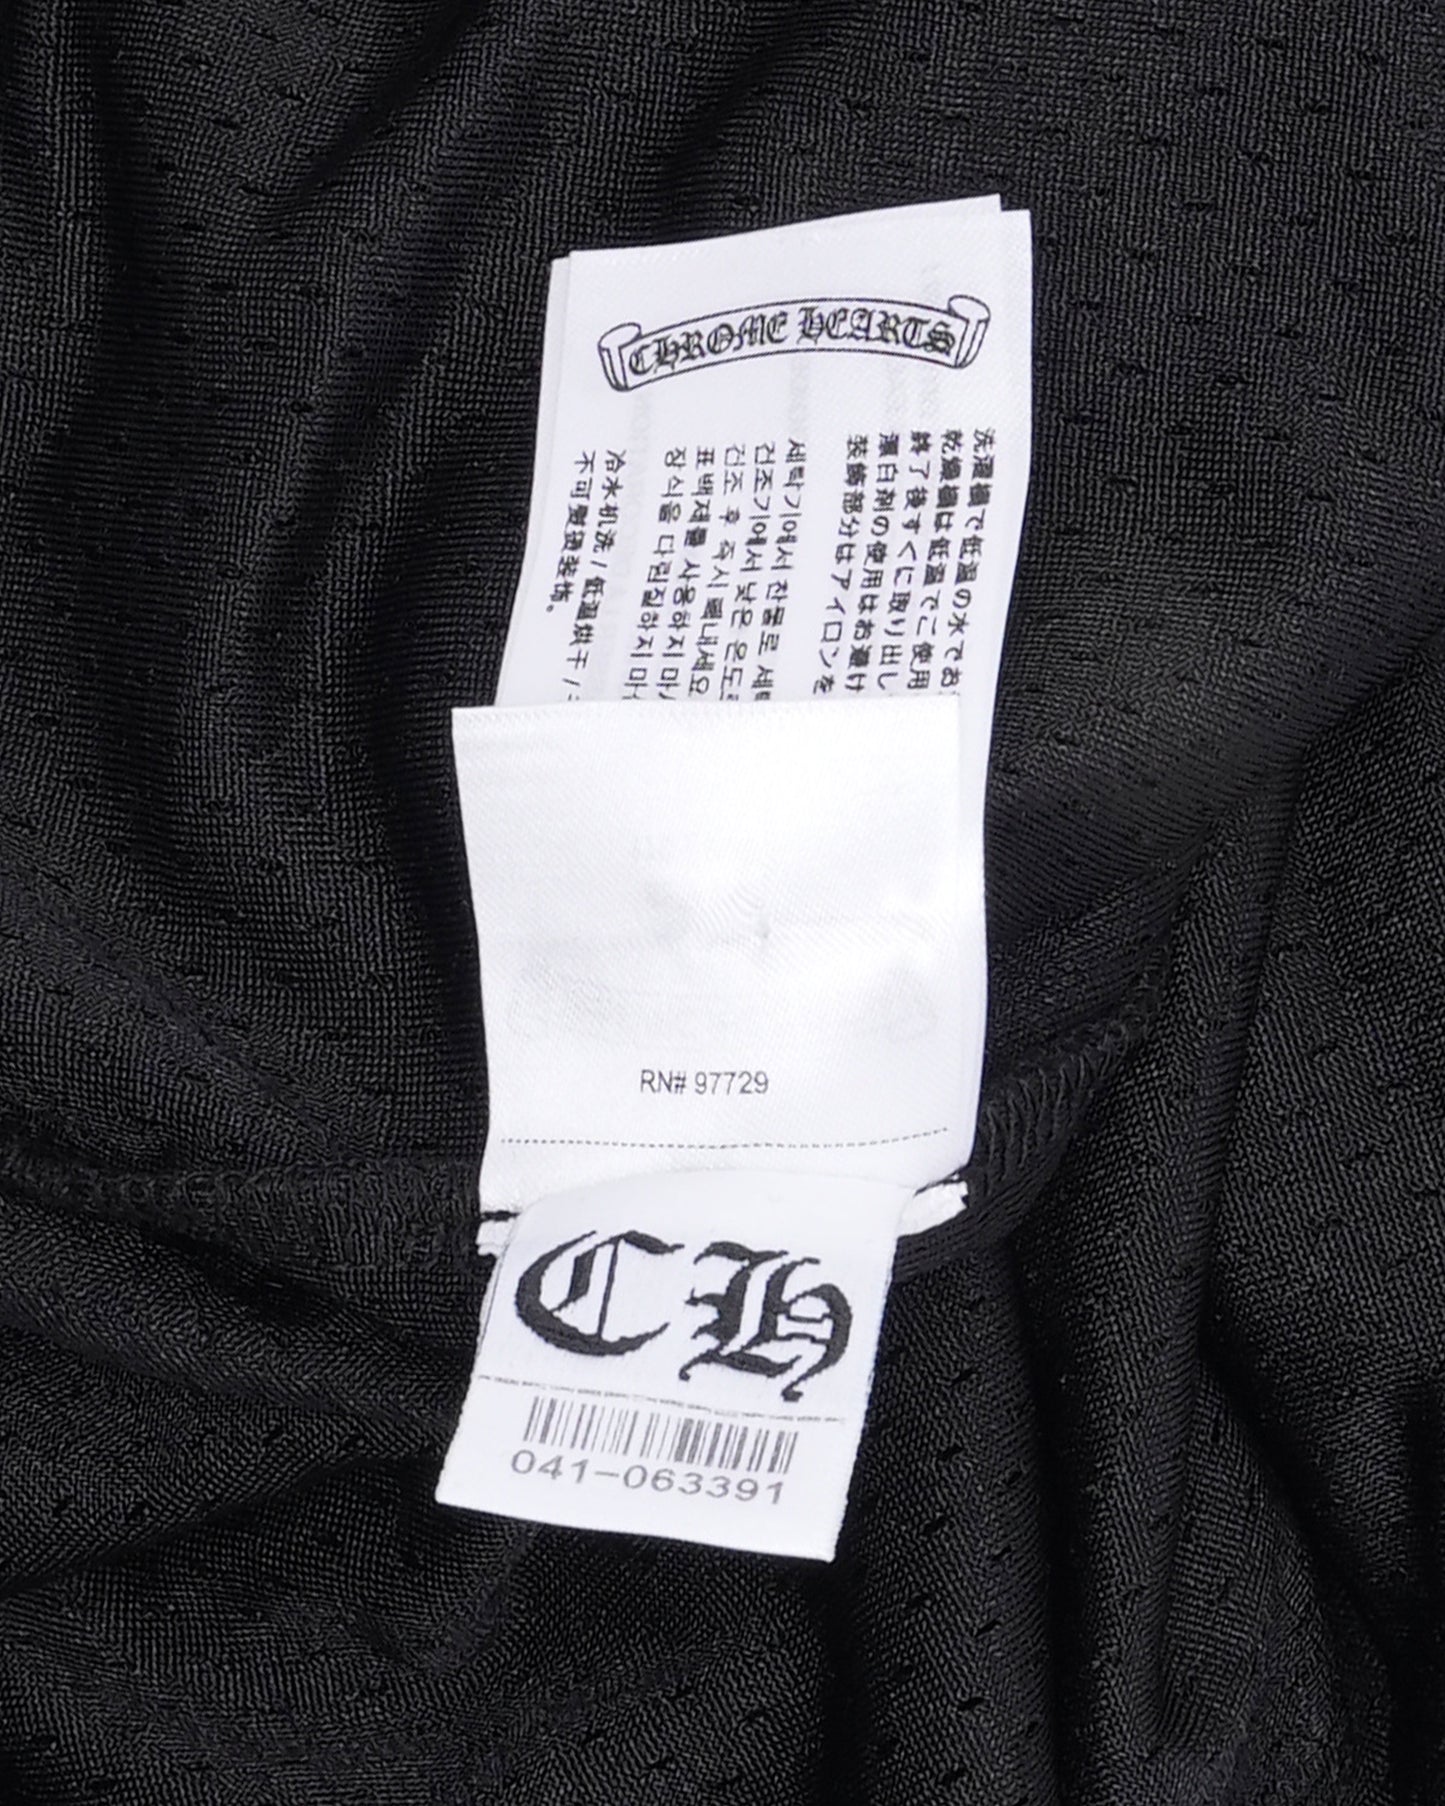 CHROME HEARTS
洗濯機で低温の水でお
乾燥機は低温でご使用
終了後すぐに取り出し
漂白剤の使用はお避け
装飾部分はアイロンを
세탁기에서 찬물로 세탁
건조기에서 낮은 온도
건조 후 즉시 꺼내세요
표백제를 사용하지 마
장식을 다림질하지 마
冷水机洗 / 低温烘干 /
不可熨烫装饰。
RN# 97729
CH
041-063391